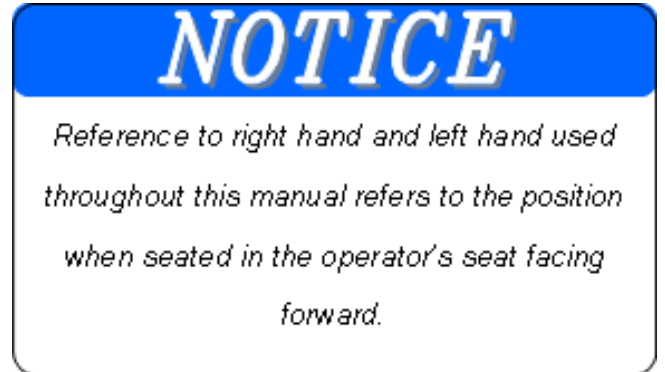 NOTICE
Reference to right hand and left hand used
throughout this manual refers to the position
when seated in the operator's seat facing
forward.